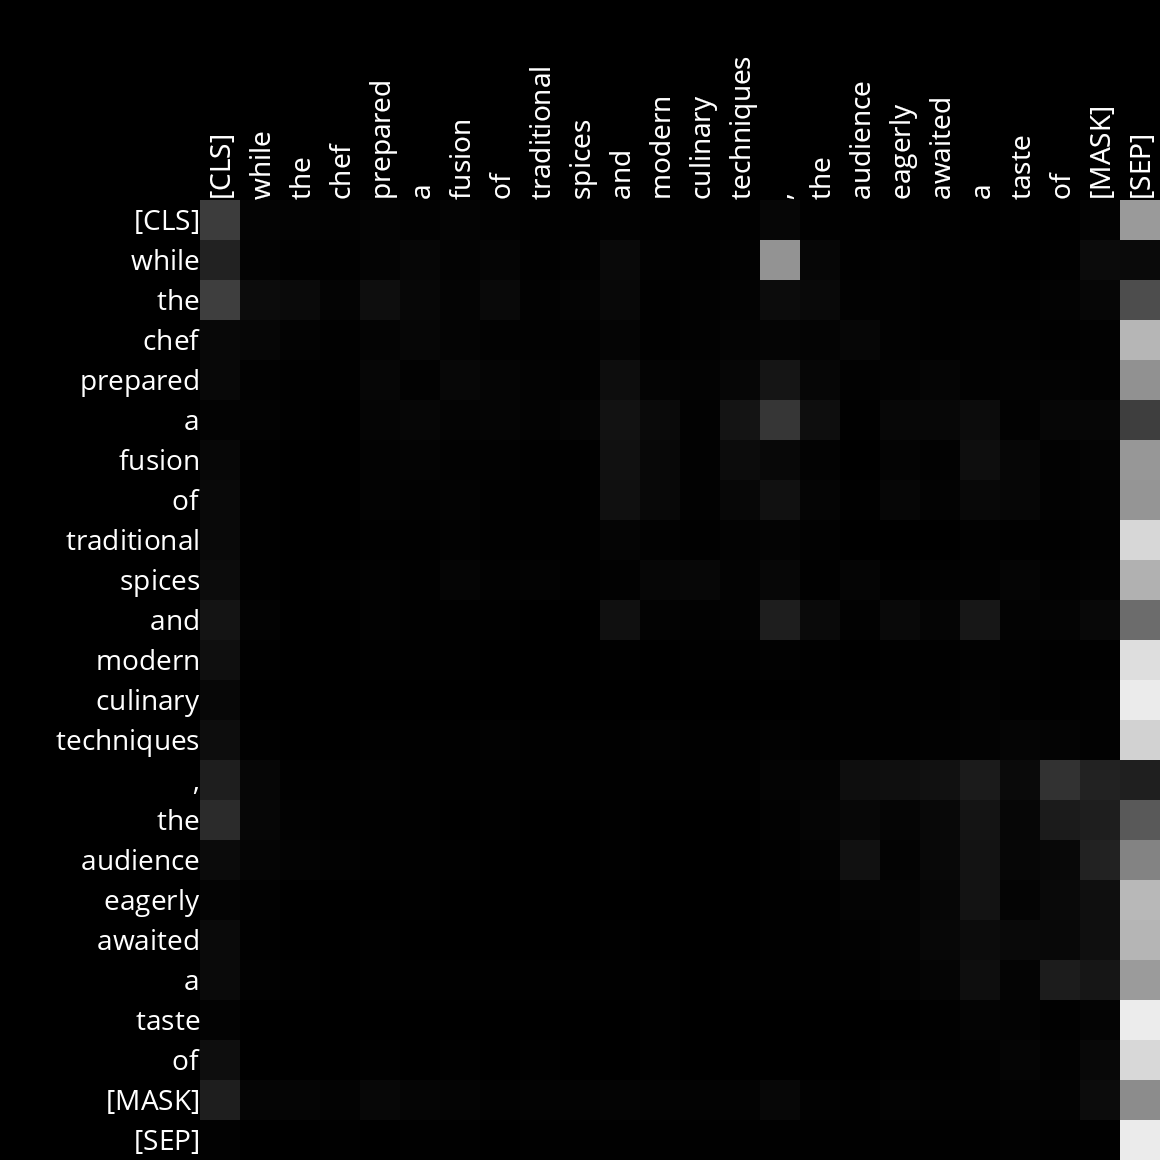 [CLS] while the chef prepared a fusion of traditional spices and modern culinary techniques , the audience eagerly awaited a taste of [MASK] [SEP]
[CLS]
while
the
chef
prepared
a
fusion
of
traditional
spices
and
modern
culinary
techniques
,
the
audience
eagerly
awaited
a
taste
of
[MASK]
[SEP]